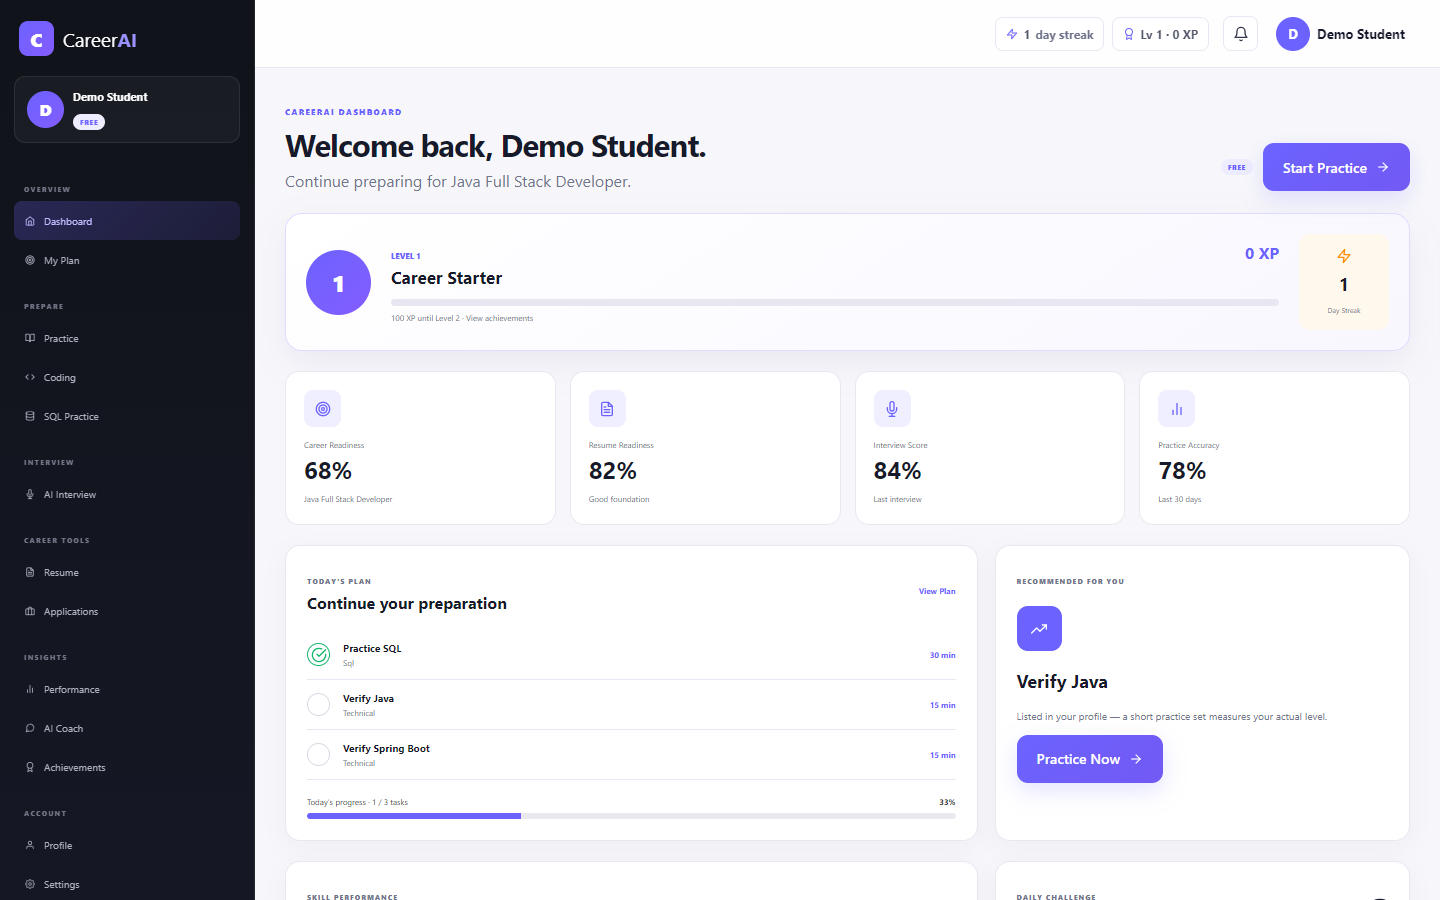 C CareerAI
D Demo Student
FREE
OVERVIEW
Dashboard
My Plan
PREPARE
Practice
Coding
SQL Practice
INTERVIEW
AI Interview
CAREER TOOLS
Resume
Applications
INSIGHTS
Performance
AI Coach
Achievements
ACCOUNT
Profile
Settings
1 day streak
Lv 1 · 0 XP
D Demo Student
CAREERAI DASHBOARD
Welcome back, Demo Student.
Continue preparing for Java Full Stack Developer.
FREE
Start Practice
1
LEVEL 1
Career Starter
0 XP
100 XP until Level 2 · View achievements
1
Day Streak
Career Readiness
68%
Java Full Stack Developer
Resume Readiness
82%
Good foundation
Interview Score
84%
Last interview
Practice Accuracy
78%
Last 30 days
TODAY'S PLAN
Continue your preparation
View Plan
Practice SQL
Sql
30 min
Verify Java
Technical
15 min
Verify Spring Boot
Technical
15 min
Today's progress · 1 / 3 tasks
33%
RECOMMENDED FOR YOU
Verify Java
Listed in your profile — a short practice set measures your actual level.
Practice Now
SKILL PERFORMANCE
DAILY CHALLENGE